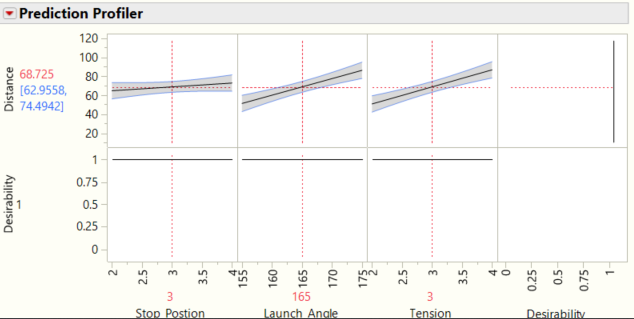 Prediction Profiler
120
100
80
60
40
20
Distance
68.725
[62.9558,
74.4942]
1
0.75
0.5
0.25
0
Desirability
1
2 2.5 3 3.5 4
155 160 165 170 175
2 2.5 3 3.5 4
0 0.25 0.5 0.75 1
3 165 3
Stop Postion Launch Angle Tension Desirability